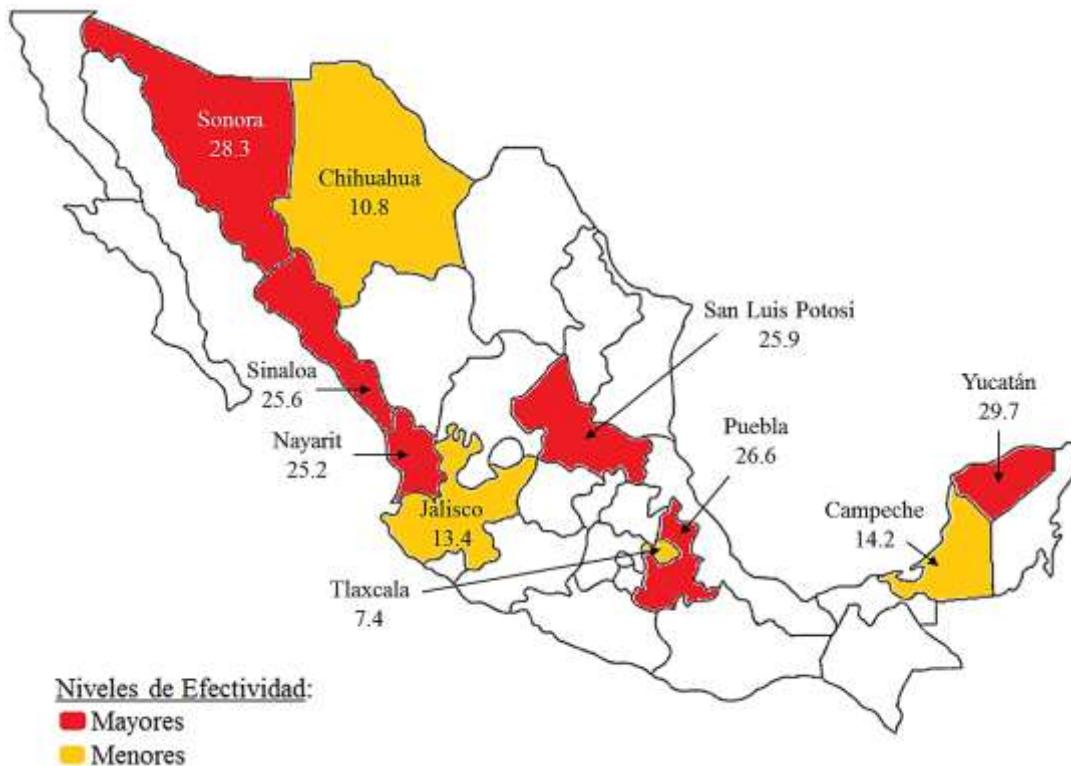 Sonora
28.3
Chihuahua
10.8
San Luis Potosi
25.9
Sinaloa
25.6
Yucatán
29.7
Puebla
26.6
Nayarit
25.2
Campeche
14.2
Jalisco
13.4
Tlaxcala
7.4
Niveles de Efectividad:
Mayores
Menores